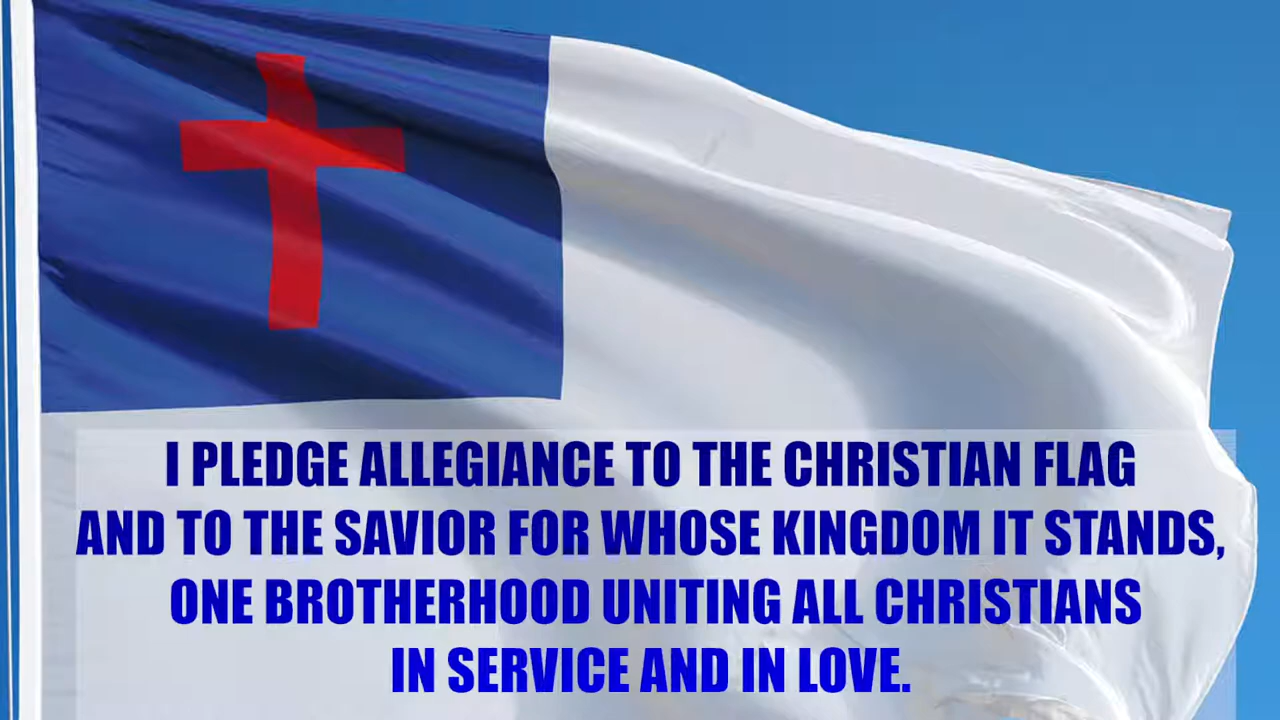 I PLEDGE ALLEGIANCE TO THE CHRISTIAN FLAG
AND TO THE SAVIOR FOR WHOSE KINGDOM IT STANDS,
ONE BROTHERHOOD UNITING ALL CHRISTIANS
IN SERVICE AND IN LOVE.